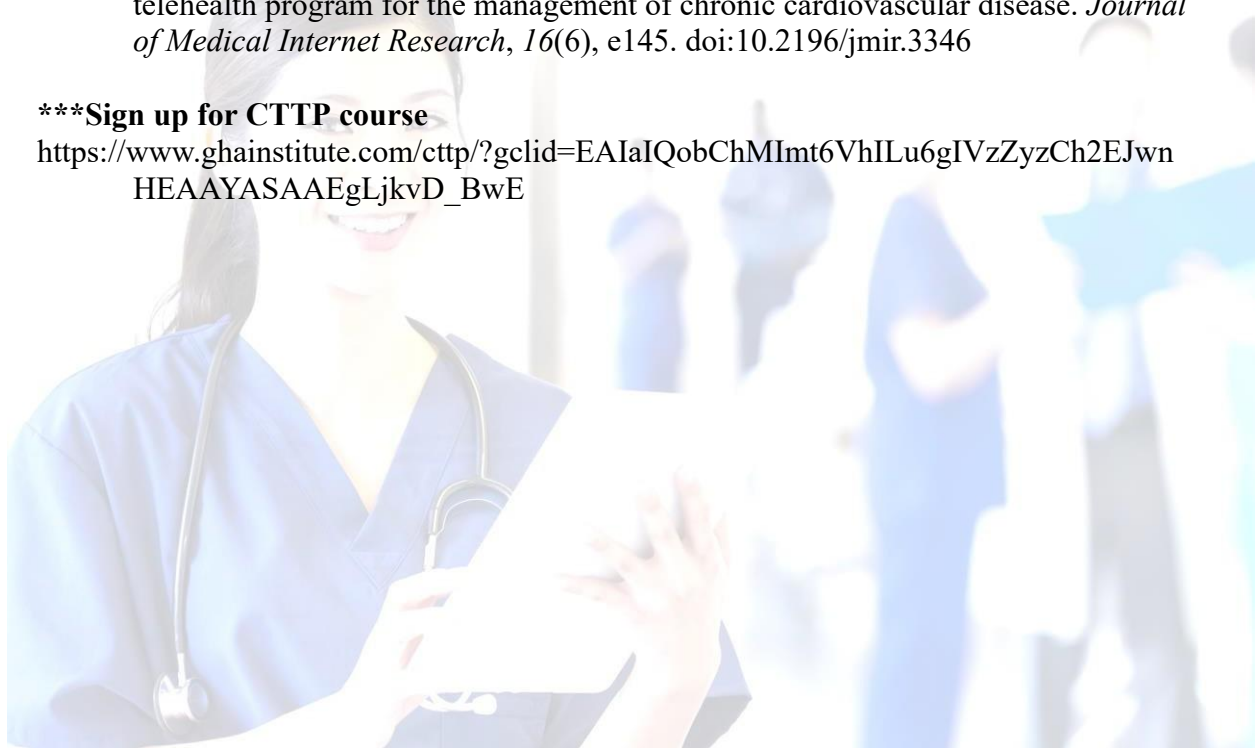 telehealth program for the management of chronic cardiovascular disease. Journal
of Medical Internet Research, 16(6), e145. doi:10.2196/jmir.3346
***Sign up for CTTP course
https://www.ghainstitute.com/cttp/?gclid=EAIaIQobChMImt6VhILu6gIVzZyzCh2EJwn
HEAAYASAAEgLjkvD_BwE